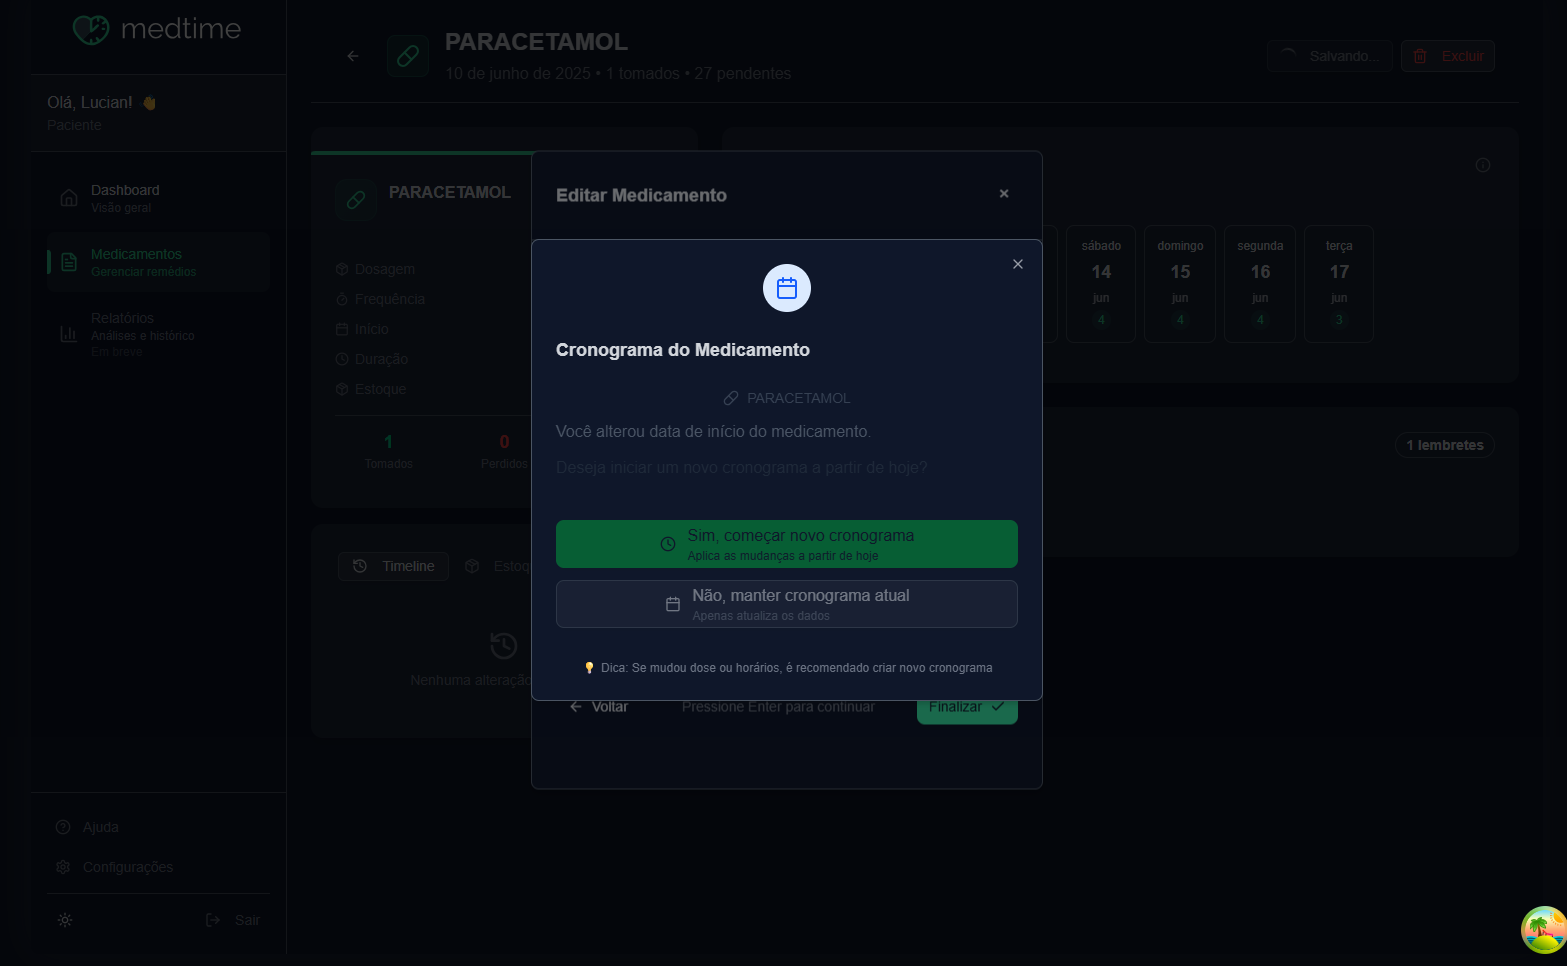 medtime
Olá, Lucian! 👋
Paciente
Dashboard
Visão geral
Medicamentos
Gerenciar remédios
Relatórios
Análises e histórico
Em breve
Ajuda
Configurações
Sair
PARACETAMOL
10 de junho de 2025 • 1 tomados • 27 pendentes
Salvando...
Excluir
PARACETAMOL
Dosagem
Frequência
Início
Duração
Estoque
1
Tomados
0
Perdidos
Timeline
Estoq
Nenhuma alteração
sábado
14
jun
4
domingo
15
jun
4
segunda
16
jun
4
terça
17
jun
3
1 lembretes
Editar Medicamento
Cronograma do Medicamento
PARACETAMOL
Você alterou data de início do medicamento.
Deseja iniciar um novo cronograma a partir de hoje?
Sim, começar novo cronograma
Aplica as mudanças a partir de hoje
Não, manter cronograma atual
Apenas atualiza os dados
💡 Dica: Se mudou dose ou horários, é recomendado criar novo cronograma
Voltar
Pressione Enter para continuar
Finalizar